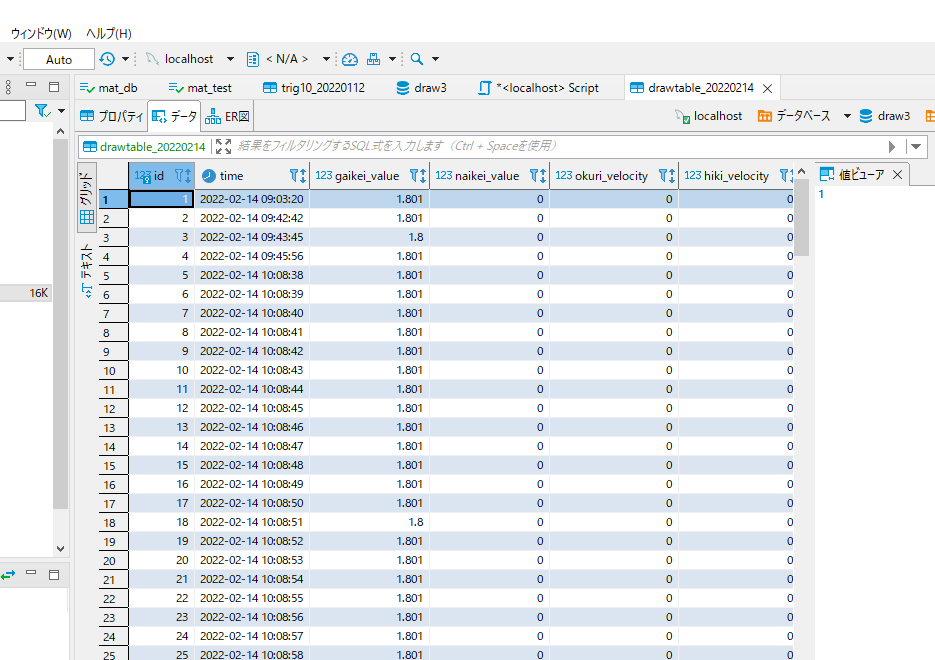 ウィンドウ(W) ヘルプ(H)
Auto localhost < N/A >
mat_db mat_test trig10_20220112 draw3 *<localhost> Script drawtable_20220214
プロパティ データ ER図 localhost データベース draw3
drawtable_20220214 結果をフィルタリングするSQL式を入力します (Ctrl + Spaceを使用)
グリッド
テキスト
16K
値ビューア
1
123 id time 123 gaikei_value 123 naikei_value 123 okuri_velocity 123 hiki_velocity
1 1 2022-02-14 09:03:20 1.801 0 0 0
2 2 2022-02-14 09:42:42 1.801 0 0 0
3 3 2022-02-14 09:43:45 1.8 0 0 0
4 4 2022-02-14 09:45:56 1.801 0 0 0
5 5 2022-02-14 10:08:38 1.801 0 0 0
6 6 2022-02-14 10:08:39 1.801 0 0 0
7 7 2022-02-14 10:08:40 1.801 0 0 0
8 8 2022-02-14 10:08:41 1.801 0 0 0
9 9 2022-02-14 10:08:42 1.801 0 0 0
10 10 2022-02-14 10:08:43 1.801 0 0 0
11 11 2022-02-14 10:08:44 1.801 0 0 0
12 12 2022-02-14 10:08:45 1.801 0 0 0
13 13 2022-02-14 10:08:46 1.801 0 0 0
14 14 2022-02-14 10:08:47 1.801 0 0 0
15 15 2022-02-14 10:08:48 1.801 0 0 0
16 16 2022-02-14 10:08:49 1.801 0 0 0
17 17 2022-02-14 10:08:50 1.801 0 0 0
18 18 2022-02-14 10:08:51 1.8 0 0 0
19 19 2022-02-14 10:08:52 1.801 0 0 0
20 20 2022-02-14 10:08:53 1.801 0 0 0
21 21 2022-02-14 10:08:54 1.801 0 0 0
22 22 2022-02-14 10:08:55 1.801 0 0 0
23 23 2022-02-14 10:08:56 1.801 0 0 0
24 24 2022-02-14 10:08:57 1.801 0 0 0
25 25 2022-02-14 10:08:58 1.801 0 0 0